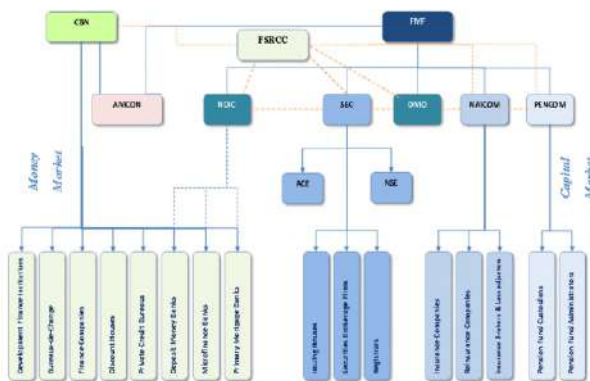 CBN
FMF
FSRCC
AMCON
NDIC
SEC
DMO
NAICOM
PENCOM
Money
Market
Capital
Market
ACE
NSE
Development Finance Institutions
Bureaux-de-Change
Finance Companies
Discount Houses
Private Credit Bureaus
Deposit Money Banks
Microfinance Banks
Primary Mortgage Banks
Issuing Houses
Securities Brokerage Firms
Registrars
Insurance Companies
Reinsurance Companies
Insurance Brokers & Loss adjusters
Pension Fund Custodians
Pension Fund Administrators